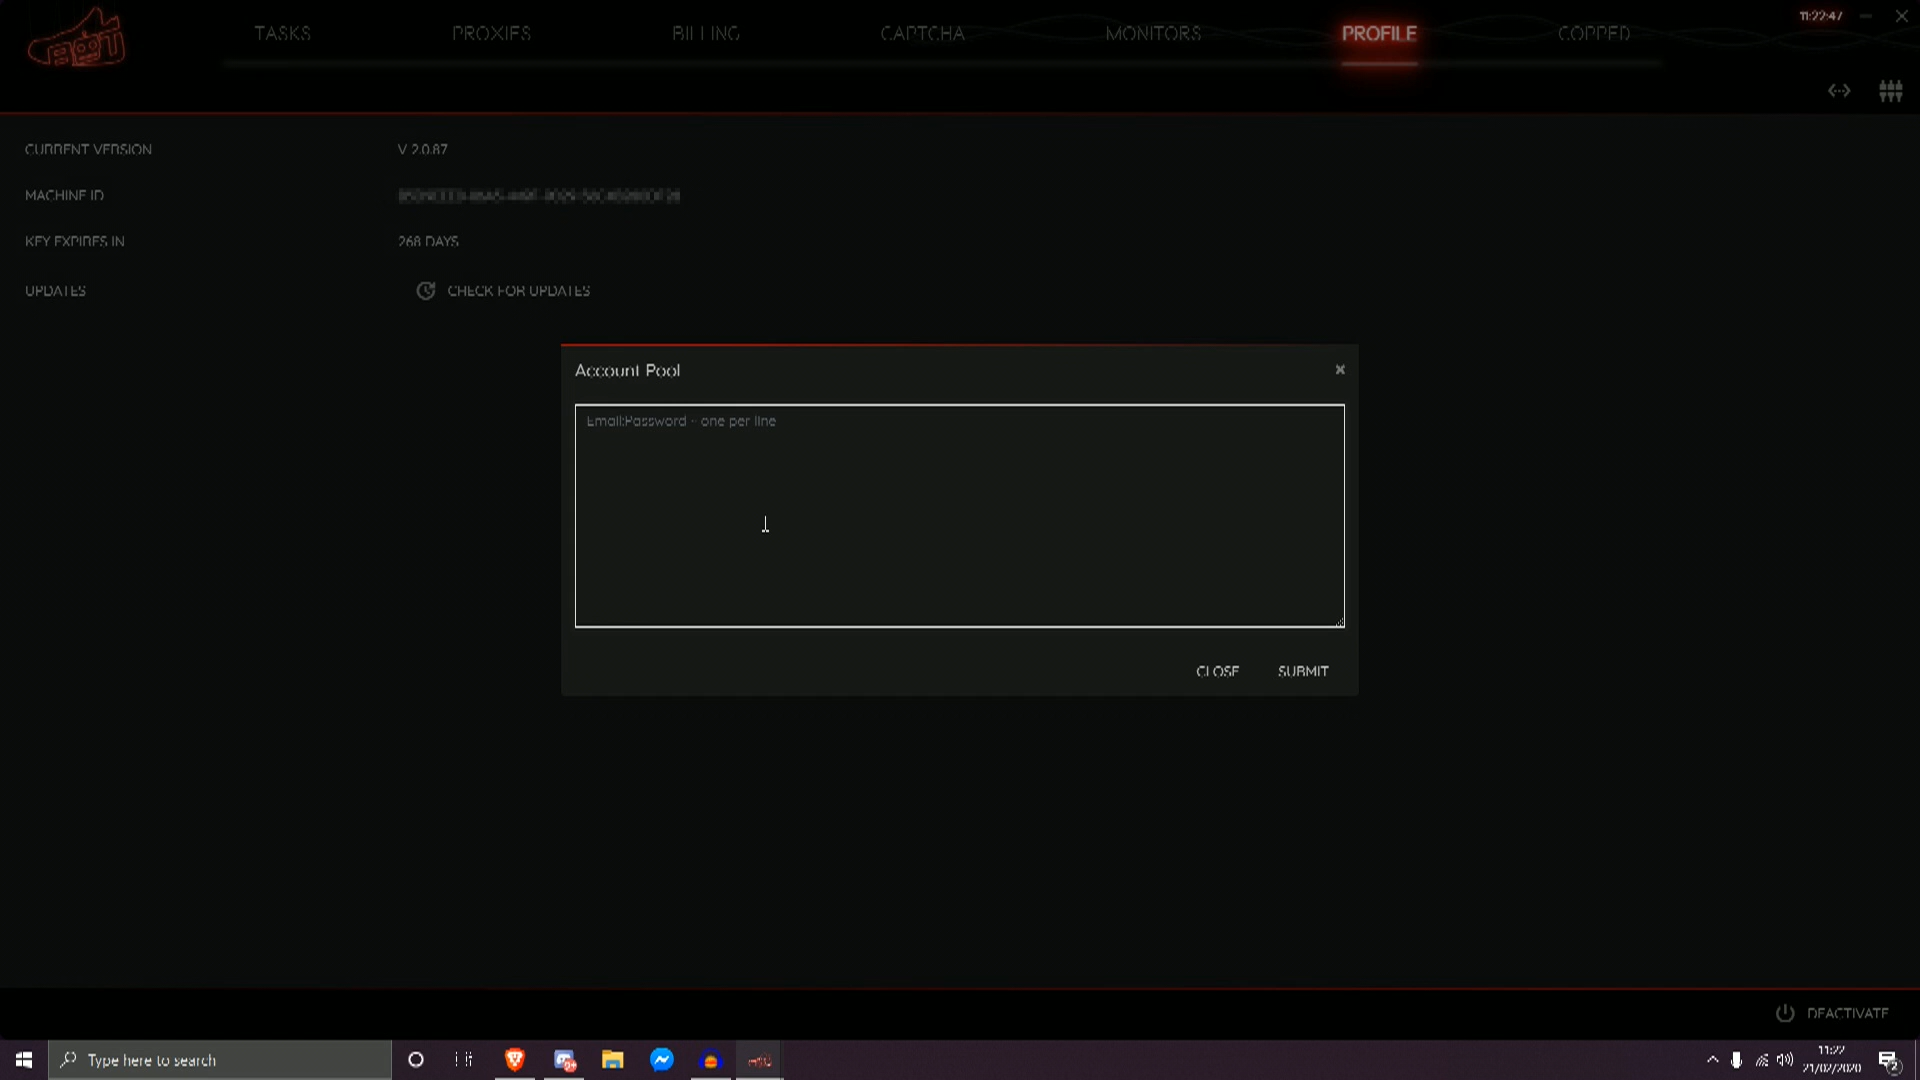 11:22:47
TASKS
PROXIES
BILLING
CAPTCHA
MONITORS
PROFILE
COPPED
CURRENT VERSION
V 2.0.87
MACHINE ID
KEY EXPIRES IN
268 DAYS
UPDATES
CHECK FOR UPDATES
Account Pool
Email:Password - one per line
CLOSE
SUBMIT
DEACTIVATE
Type here to search
11:22
21/02/2020
2